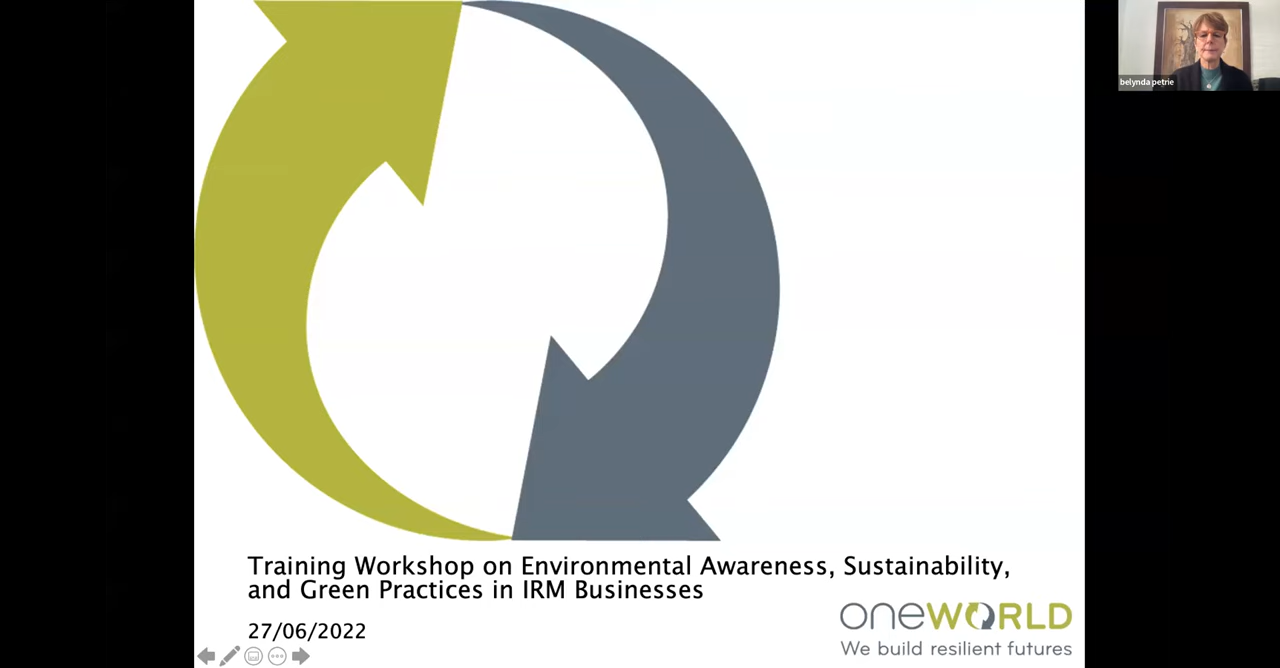 belynda petrie
Training Workshop on Environmental Awareness, Sustainability,
and Green Practices in IRM Businesses
27/06/2022
oneWORLD
We build resilient futures